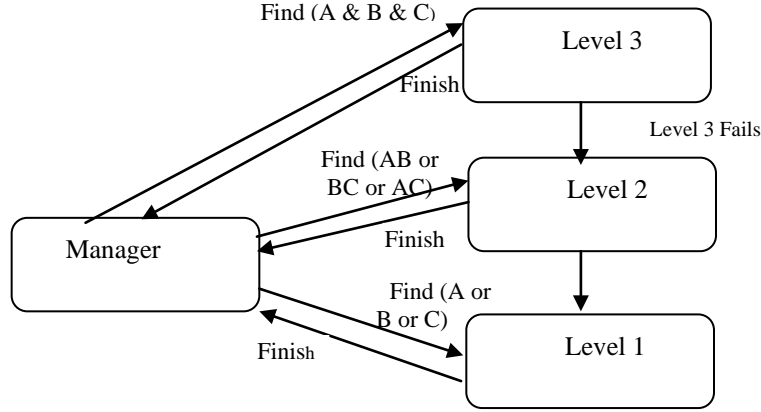 Find (A & B & C)
Level 3
Finish
Level 3 Fails
Find (AB or
BC or AC)
Level 2
Manager
Finish
Find (A or
B or C)
Level 1
Finish